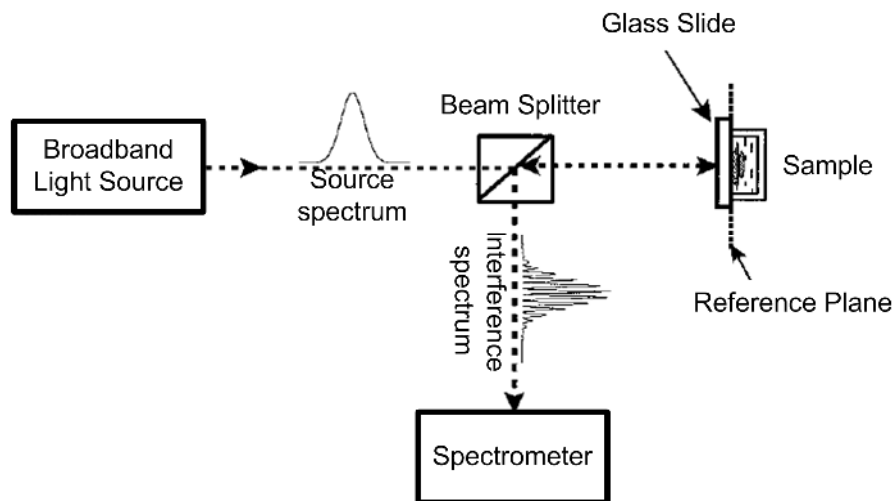 Glass Slide
Beam Splitter
Broadband
Light Source
Source
spectrum
Sample
Interference
spectrum
Reference Plane
Spectrometer